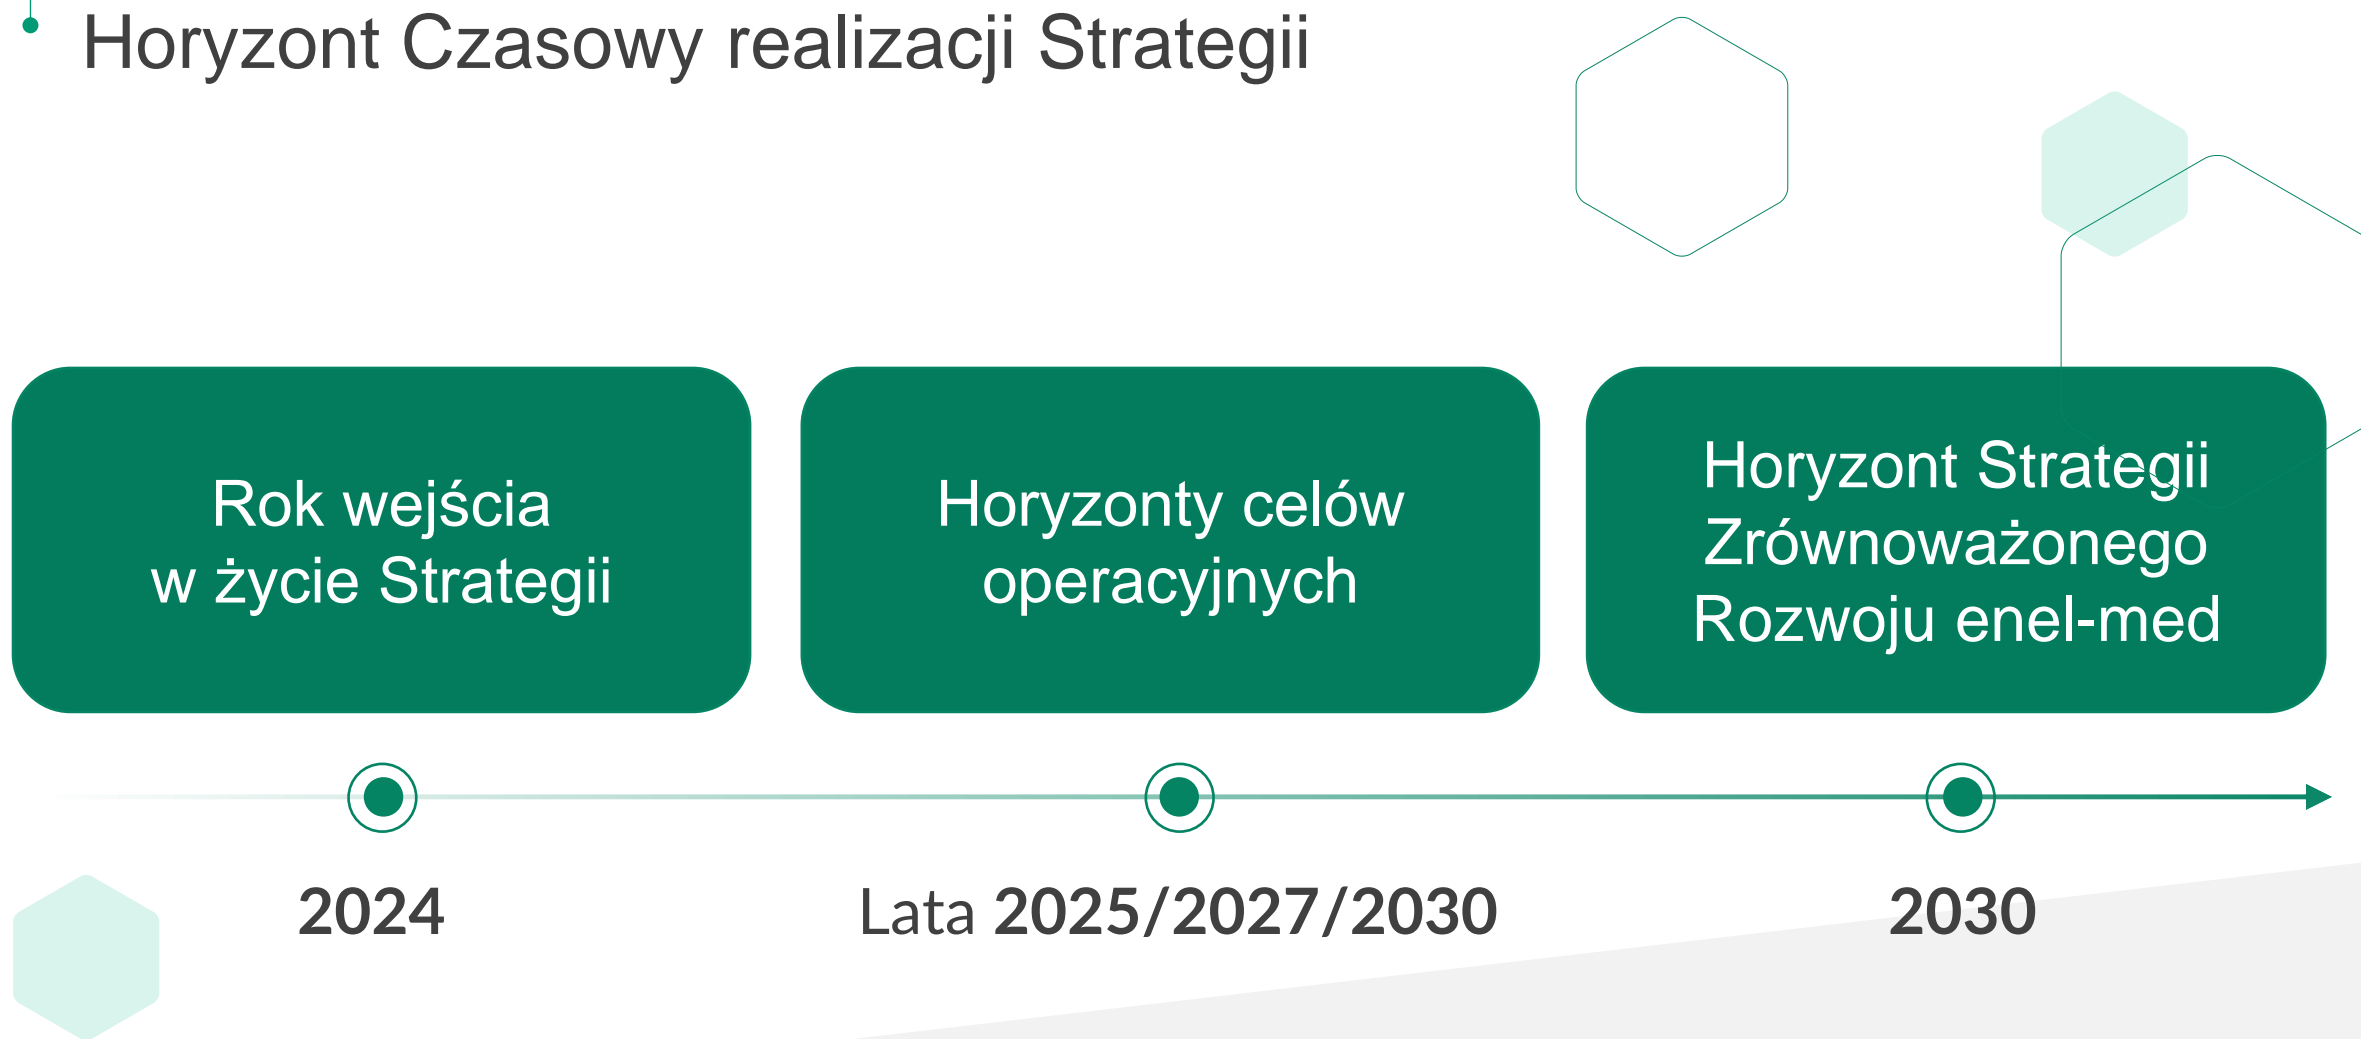 Horyzont Czasowy realizacji Strategii
Rok wejścia
w życie Strategii
Horyzonty celów
operacyjnych
Horyzont Strategii
Zrównoważonego
Rozwoju enel-med
2024
Lata 2025/2027/2030
2030